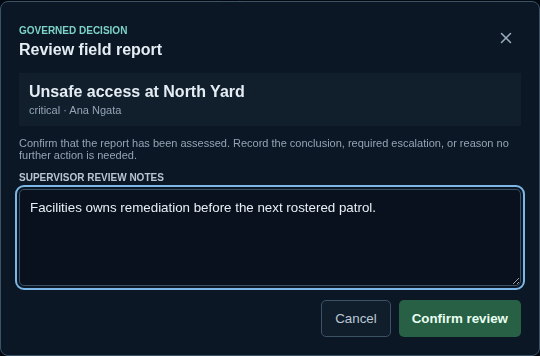 GOVERNED DECISION
Review field report
Unsafe access at North Yard
critical · Ana Ngata
Confirm that the report has been assessed. Record the conclusion, required escalation, or reason no
further action is needed.
SUPERVISOR REVIEW NOTES
Facilities owns remediation before the next rostered patrol.
Cancel Confirm review